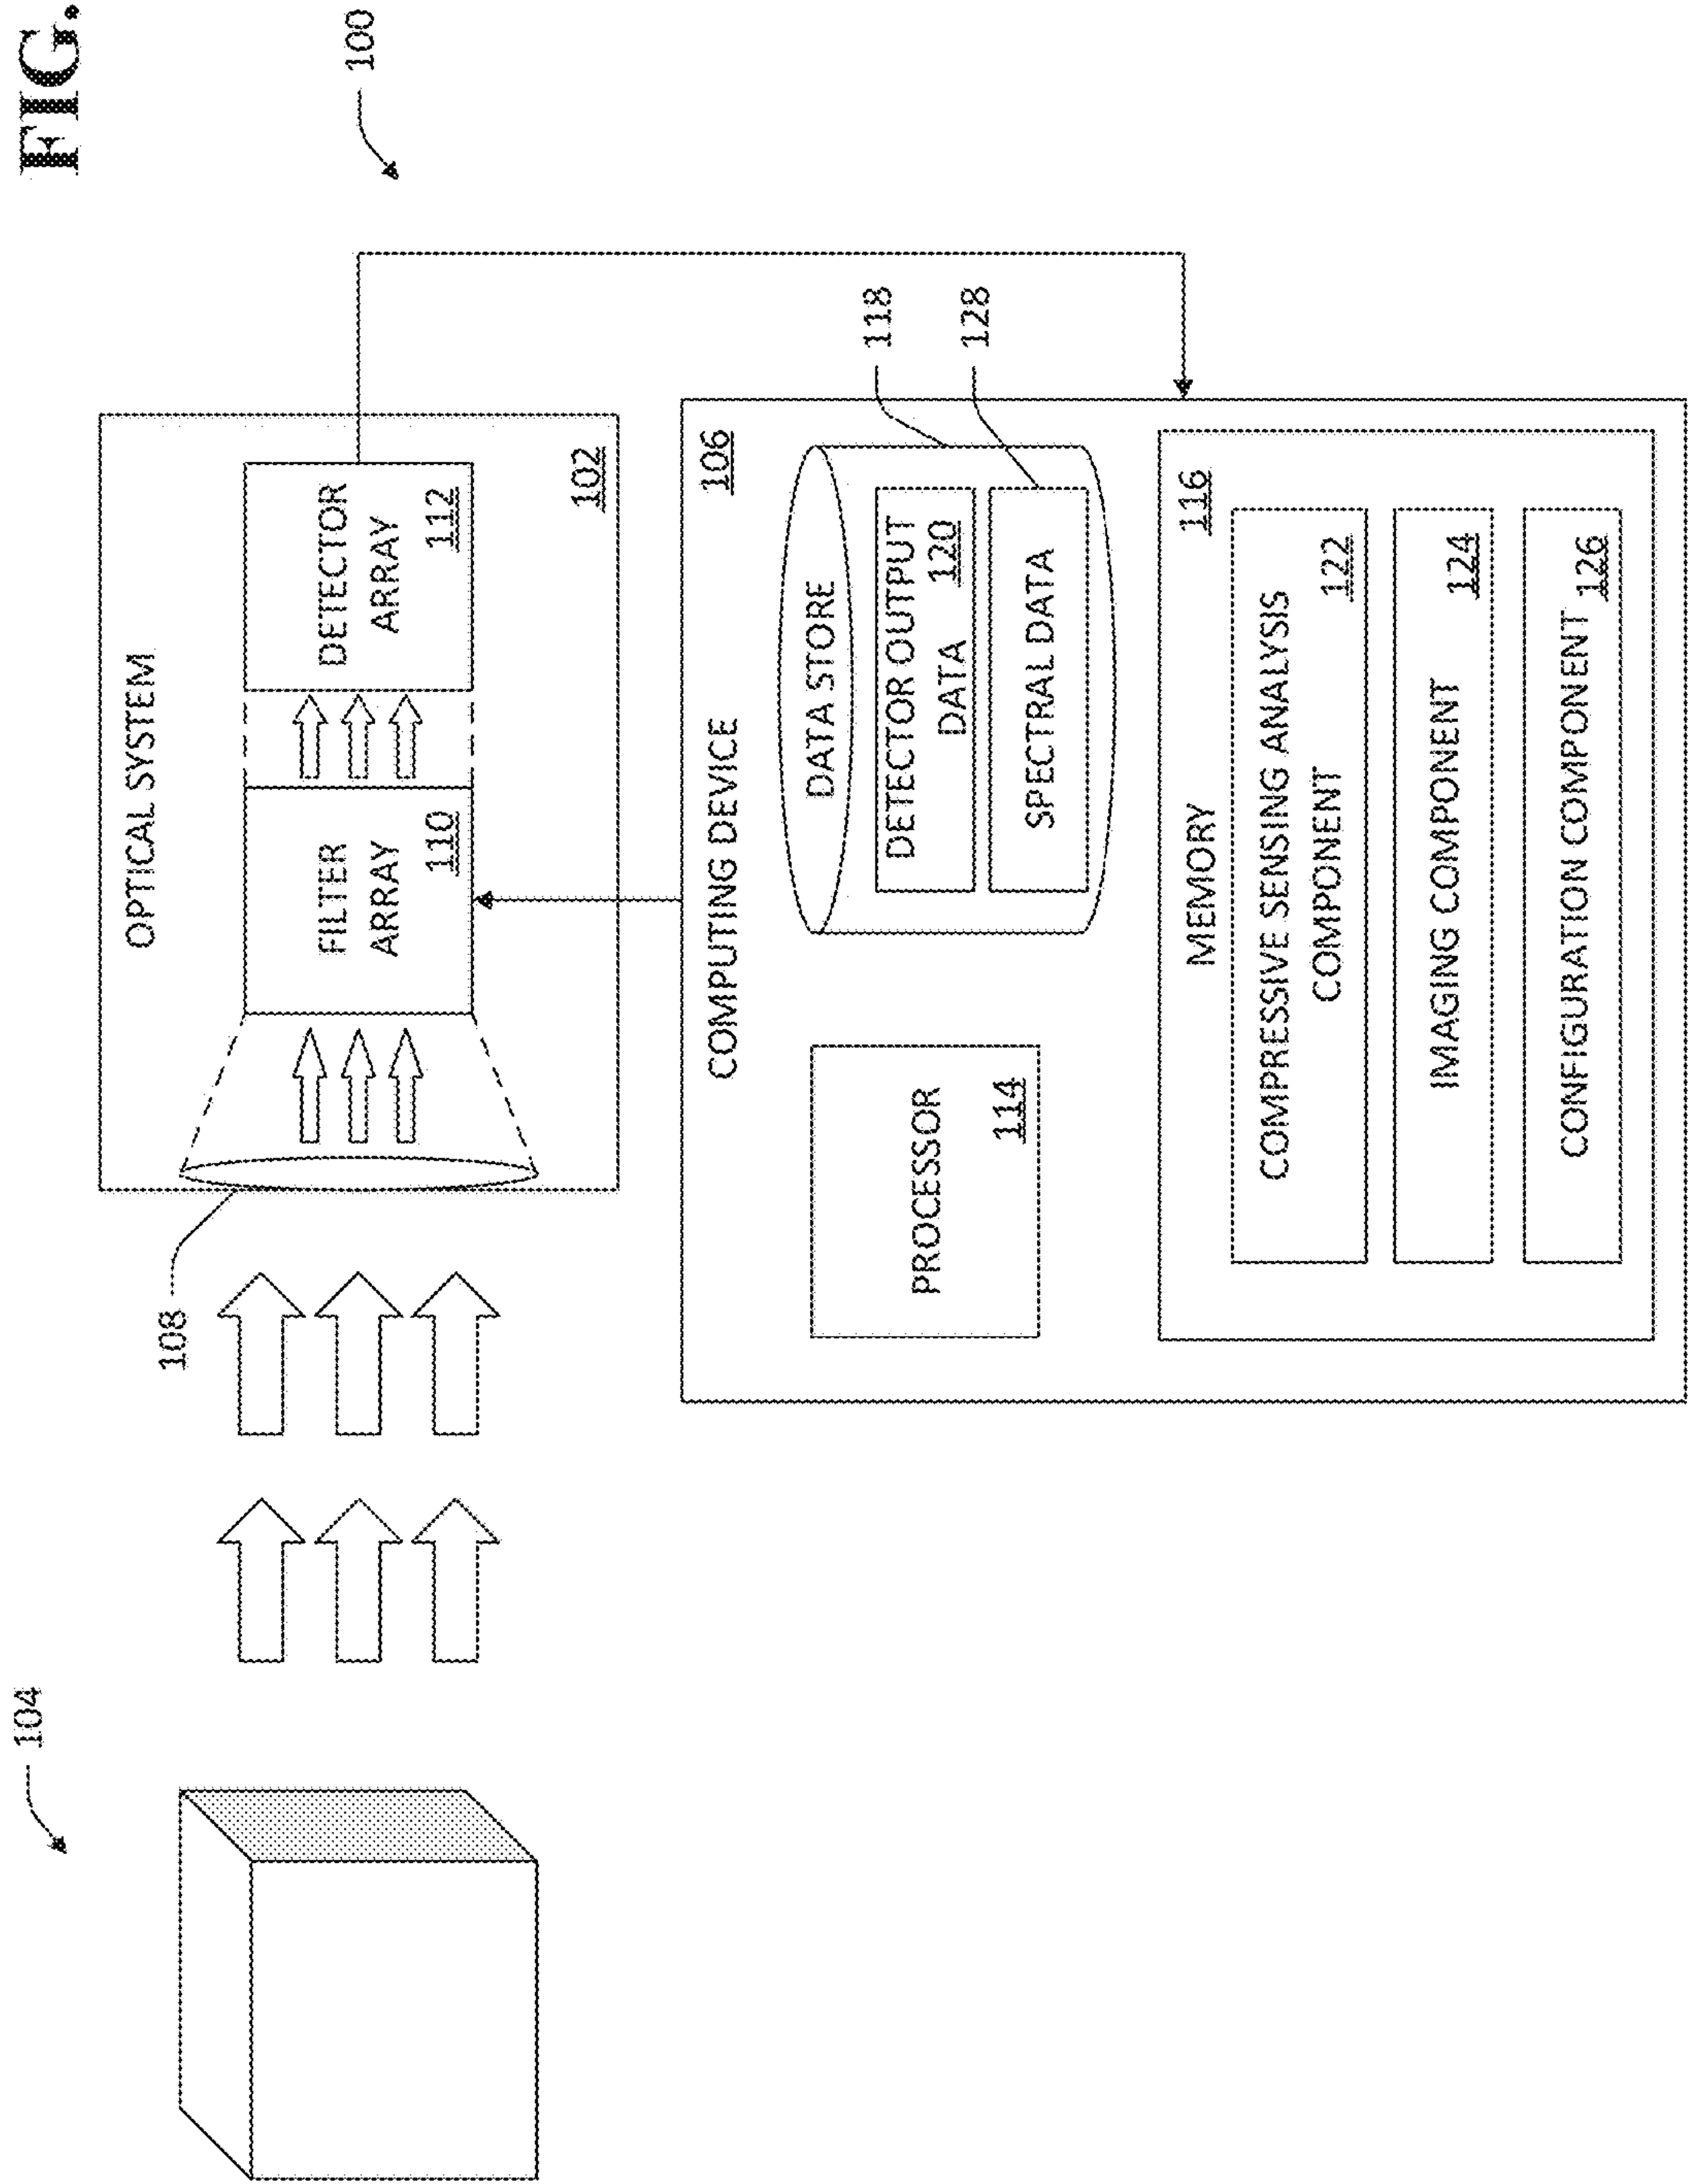 FIG.
100
104
108
OPTICAL SYSTEM
FILTER
ARRAY
110
DETECTOR
ARRAY
112
102
COMPUTING DEVICE
106
PROCESSOR
114
DATA STORE
118
DETECTOR OUTPUT
DATA
120
SPECTRAL DATA
128
MEMORY
116
COMPRESSIVE SENSING ANALYSIS
COMPONENT
122
IMAGING COMPONENT
124
CONFIGURATION COMPONENT
126